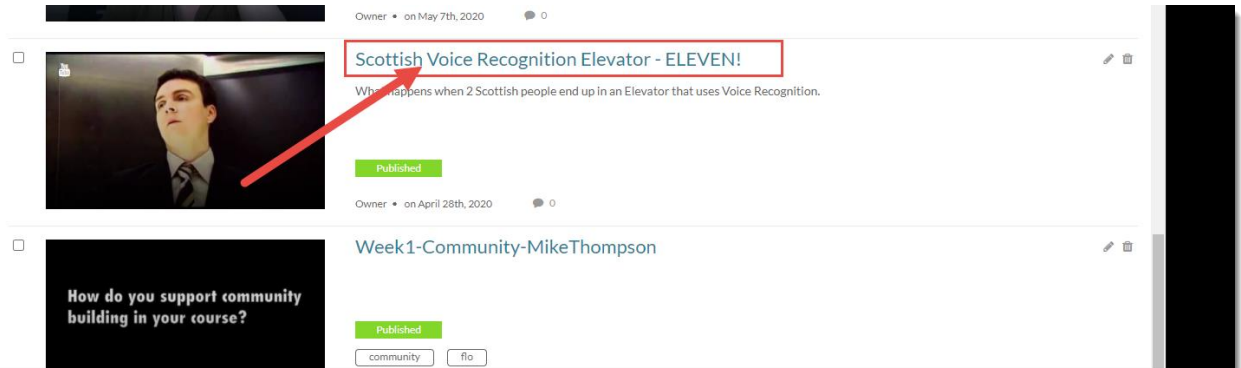 Owner • on May 7th, 2020 0
Scottish Voice Recognition Elevator - ELEVEN!
What happens when 2 Scottish people end up in an Elevator that uses Voice Recognition.
You Tube
Published
Owner • on April 28th, 2020 0
Week1-Community-MikeThompson
How do you support community
building in your course?
Published
community flo